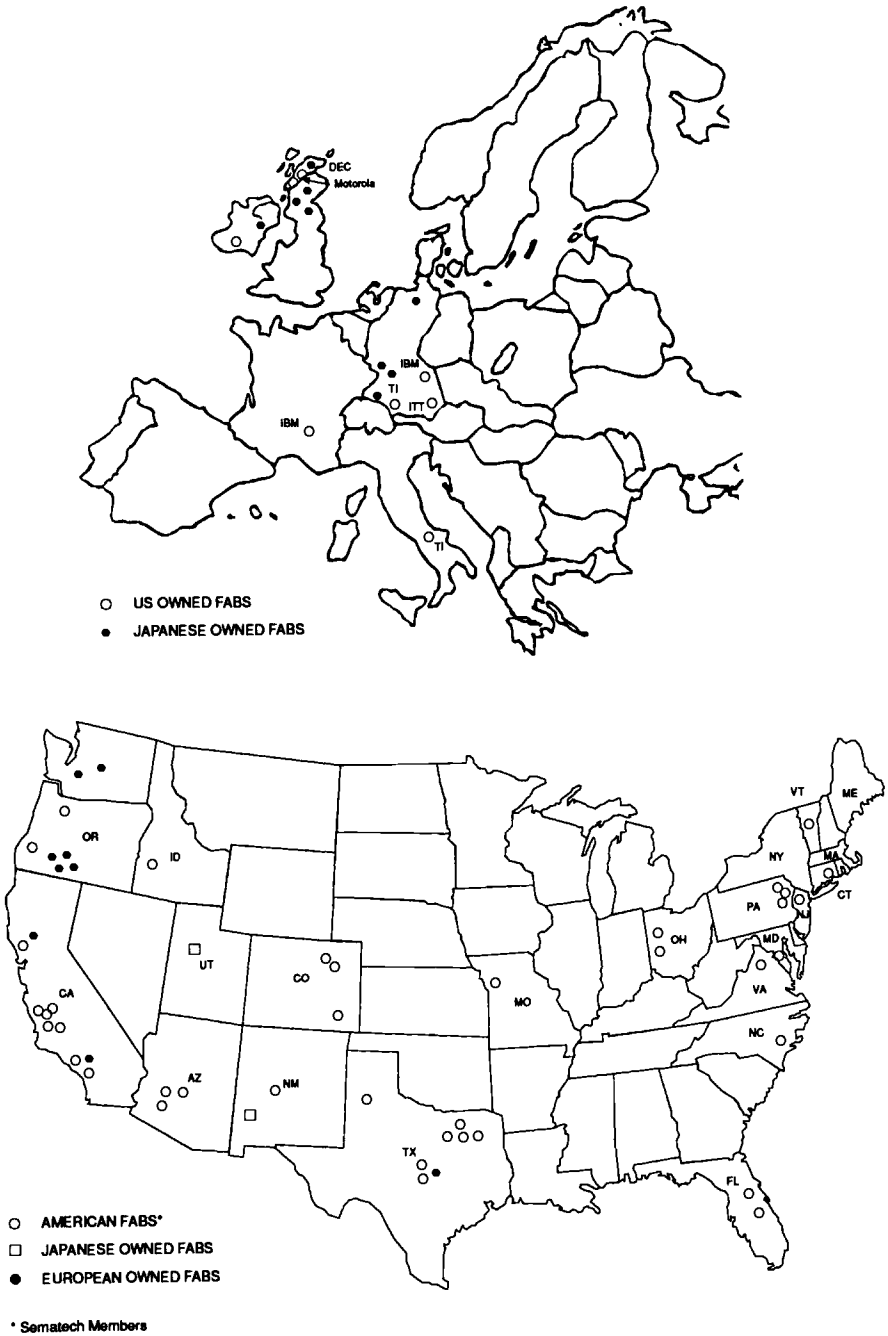 DEC
Motorola
IBM
TI
ITT
IBM
TI
US OWNED FABS
JAPANESE OWNED FABS
VT
ME
OR
NY
MA
ID
CT
PA
NJ
OH
MD
UT
CO
CA
MO
VA
NC
AZ
NM
TX
FL
AMERICAN FABS*
JAPANESE OWNED FABS
EUROPEAN OWNED FABS
* Sematech Members